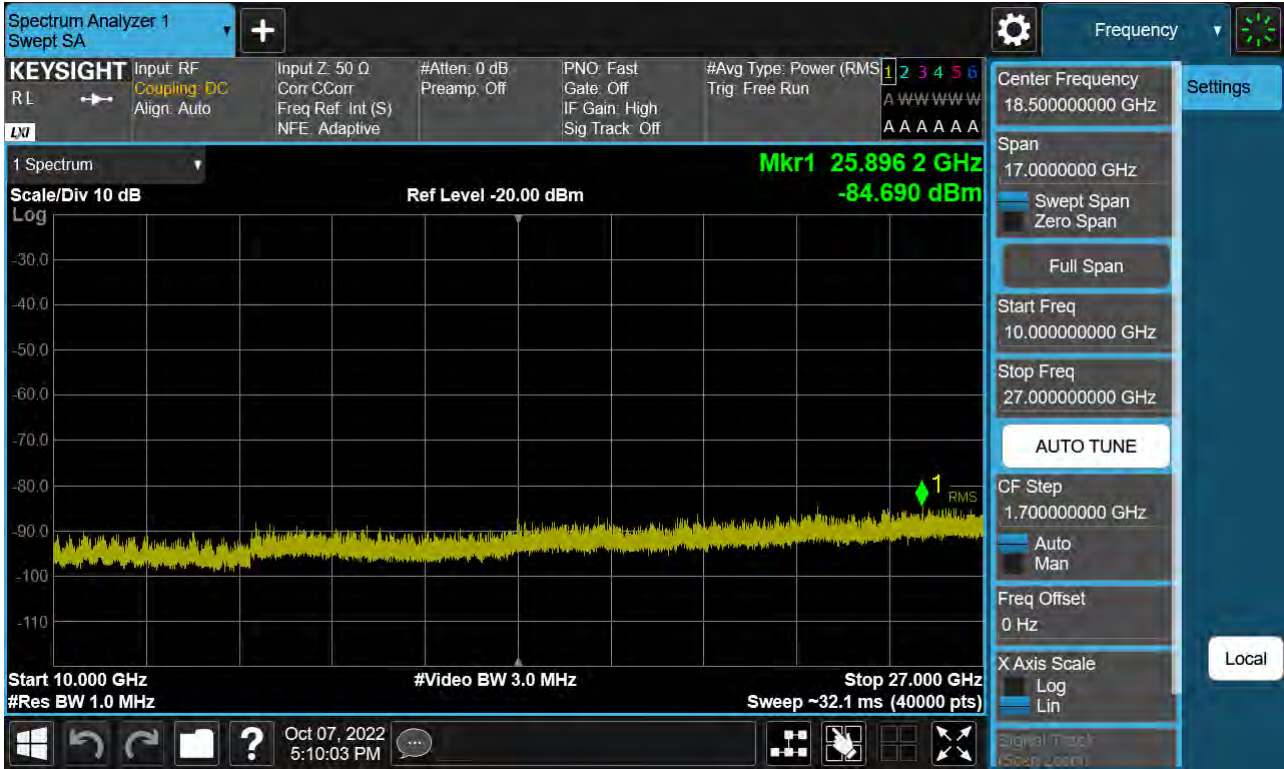 Spectrum Analyzer 1
Swept SA
+
Frequency
KEYSIGHT
RL
LXI
Input: RF
Coupling: DC
Align: Auto
Input Z: 50 Ω
Corr CCorr
Freq Ref: Int (S)
NFE: Adaptive
#Atten: 0 dB
Preamp: Off
PNO: Fast
Gate: Off
IF Gain: High
Sig Track: Off
#Avg Type: Power (RMS
Trig: Free Run
1 2 3 4 5 6
A W W W W W
A A A A A A
1 Spectrum
Scale/Div 10 dB
Log
Ref Level -20.00 dBm
Mkr1 25.896 2 GHz
-84.690 dBm
-30.0
-40.0
-50.0
-60.0
-70.0
-80.0
-90.0
-100
-110
1
RMS
Start 10.000 GHz
#Video BW 3.0 MHz
Stop 27.000 GHz
#Res BW 1.0 MHz
Sweep ~32.1 ms (40000 pts)
Center Frequency
18.500000000 GHz
Span
17.0000000 GHz
Swept Span
Zero Span
Full Span
Start Freq
10.000000000 GHz
Stop Freq
27.000000000 GHz
AUTO TUNE
CF Step
1.700000000 GHz
Auto
Man
Freq Offset
0 Hz
X Axis Scale
Log
Lin
Signal Track
(Span Zoom)
Settings
Local
?
Oct 07, 2022
5:10:03 PM